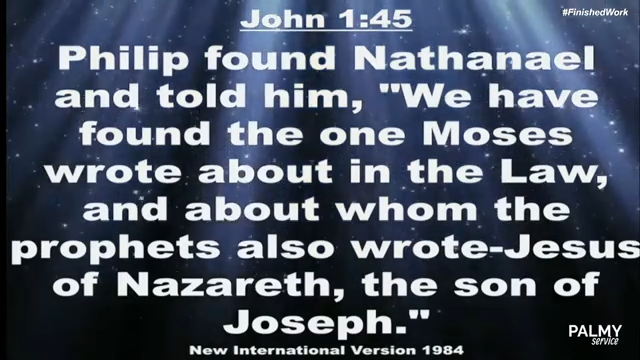 John 1:45
#FinishedWork
Philip found Nathanael
and told him, "We have
found the one Moses
wrote about in the Law,
and about whom the
prophets also wrote-Jesus
of Nazareth, the son of
Joseph."
New International Version 1984
PALMY
service